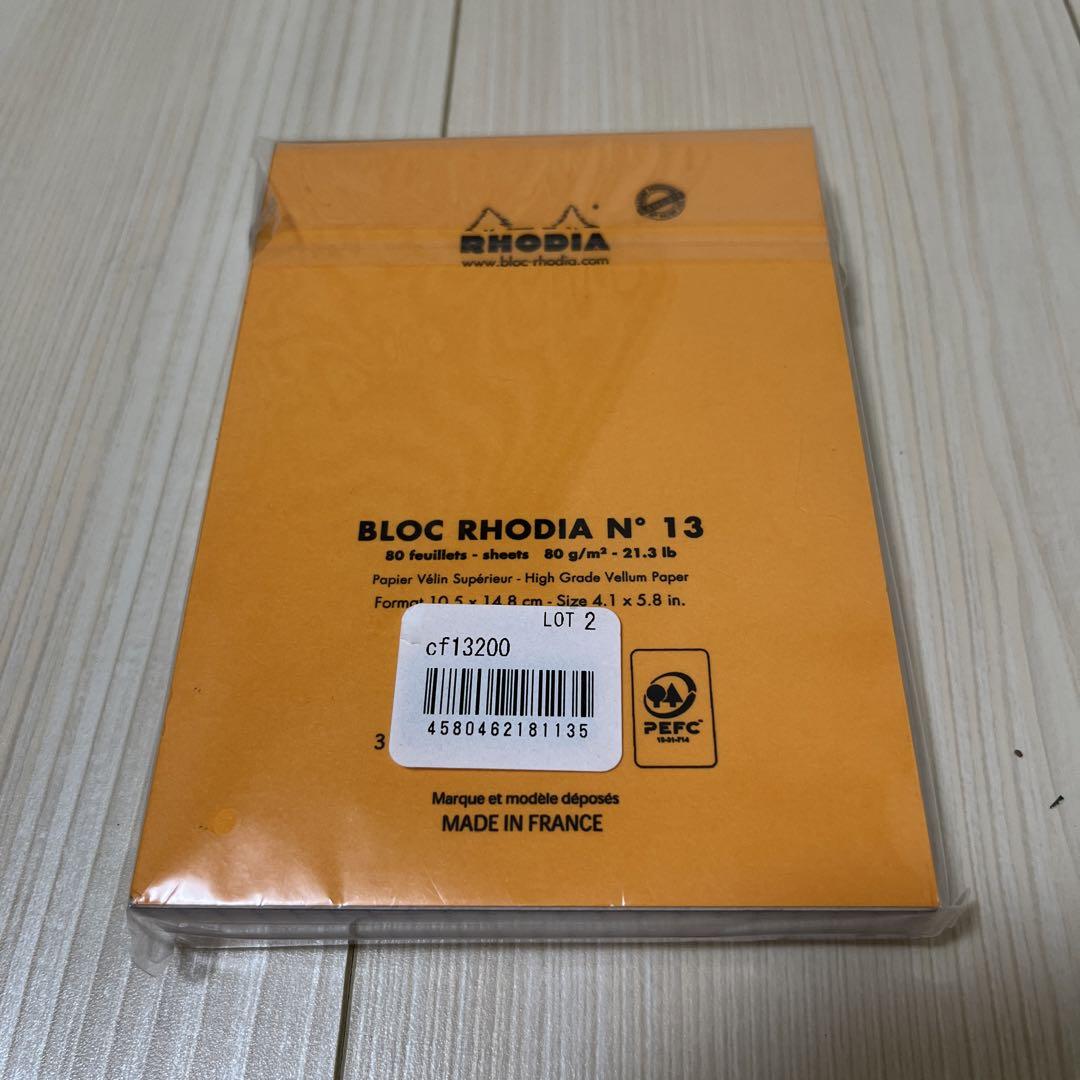 RHODIA
www.bloc-rhodia.com
BLOC RHODIA N° 13
80 feuillets - sheets 80 g/m² - 21.3 lb
Papier Vélin Supérieur - High Grade Vellum Paper
Format 10.5 x 14.8 cm - Size 4.1 x 5.8 in.
LOT 2
cf13200
4580462181135
3
PEFC™
Marque et modèle déposés
MADE IN FRANCE